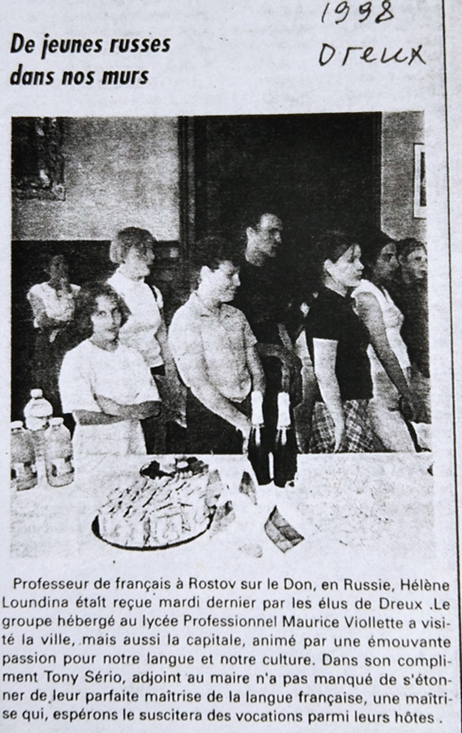 1998
Dreux
De jeunes russes
dans nos murs
Professeur de français à Rostov sur le Don, en Russie, Hélène
Loundina étaît reçue mardi dernier par les élus de Dreux .Le
groupe hébergé au lycée Professionnel Maurice Viollette a visi-
té la ville, mais aussi la capitale, animé par une émouvante
passion pour notre langue et notre culture. Dans son compli-
ment Tony Sério, adjoint au maire n'a pas manqué de s'éton-
ner de leur parfaite maîtrise de la langue française, une maîtri-
se qui, espérons le suscitera des vocations parmi leurs hôtes .